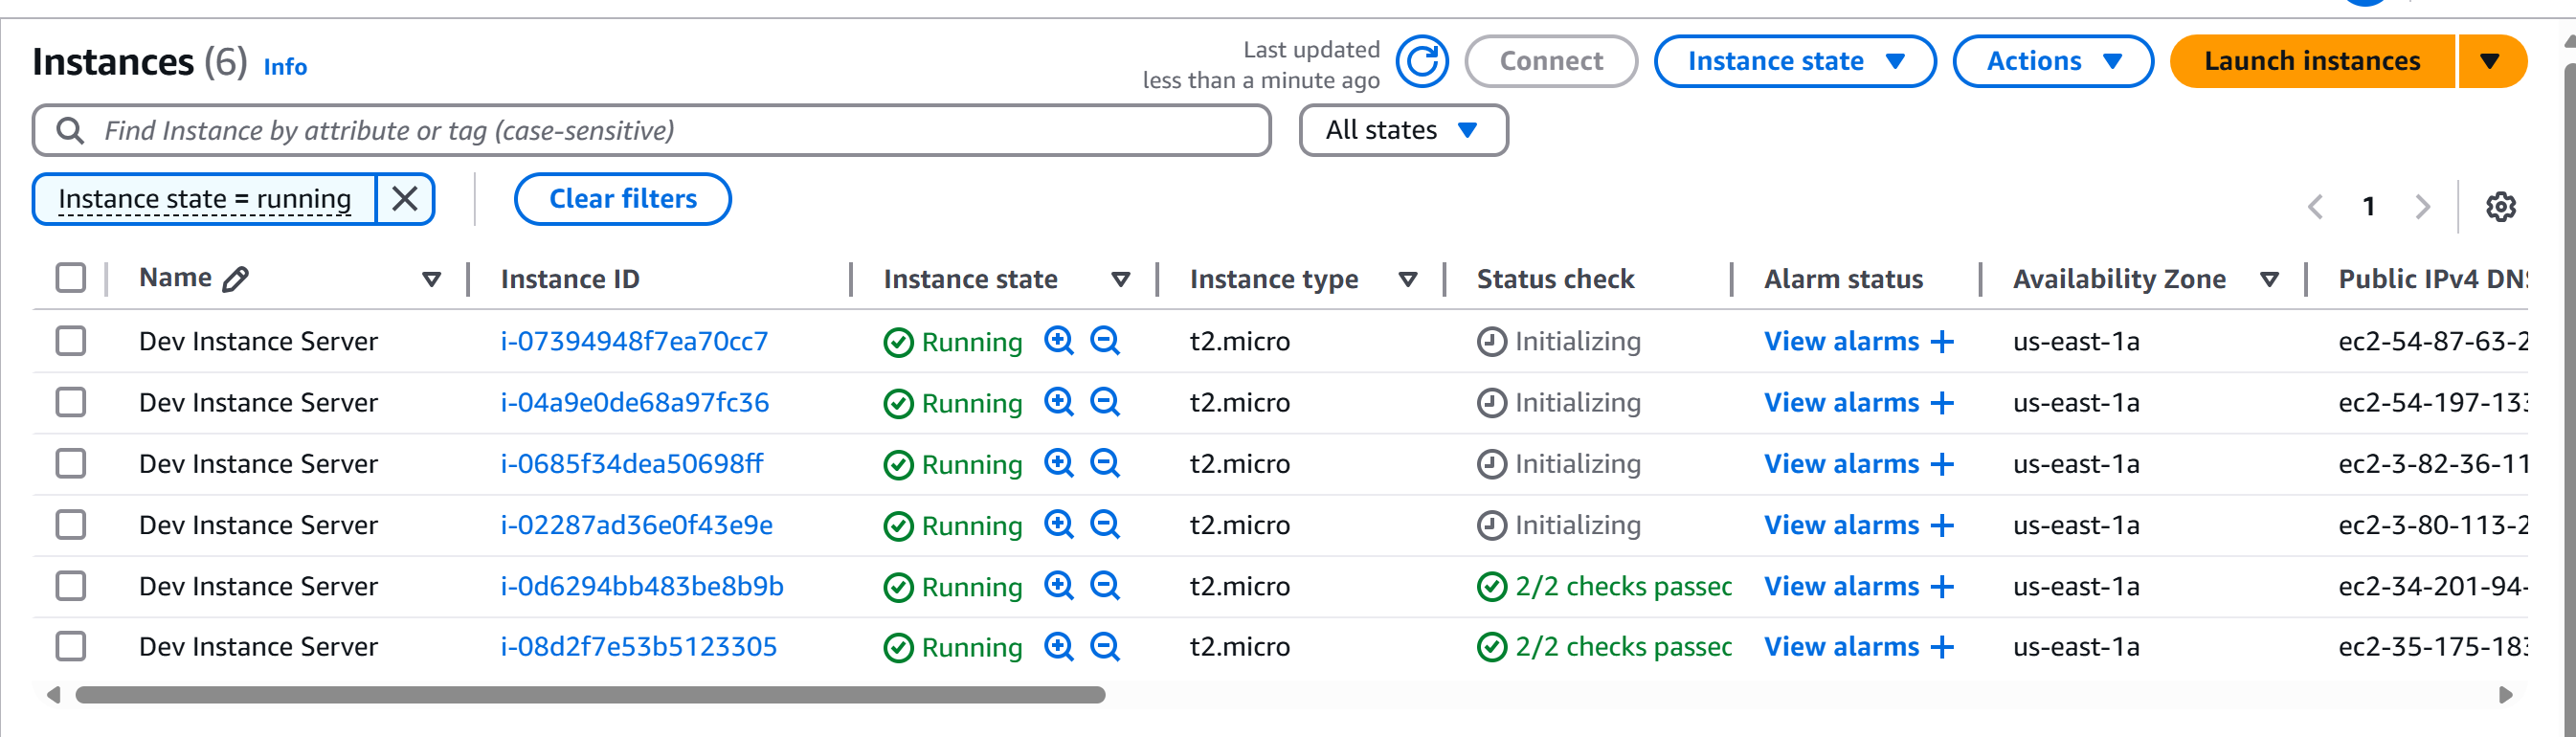 Instances (6) Info
Last updated
less than a minute ago
Connect
Instance state
Actions
Launch instances
Find Instance by attribute or tag (case-sensitive)
All states
Instance state = running
Clear filters
1
Name Instance ID Instance state Instance type Status check Alarm status Availability Zone Public IPv4 DNS
Dev Instance Server i-07394948f7ea70cc7 Running t2.micro Initializing View alarms us-east-1a ec2-54-87-63-2
Dev Instance Server i-04a9e0de68a97fc36 Running t2.micro Initializing View alarms us-east-1a ec2-54-197-133
Dev Instance Server i-0685f34dea50698ff Running t2.micro Initializing View alarms us-east-1a ec2-3-82-36-11
Dev Instance Server i-02287ad36e0f43e9e Running t2.micro Initializing View alarms us-east-1a ec2-3-80-113-2
Dev Instance Server i-0d6294bb483be8b9b Running t2.micro 2/2 checks passed View alarms us-east-1a ec2-34-201-94-
Dev Instance Server i-08d2f7e53b5123305 Running t2.micro 2/2 checks passed View alarms us-east-1a ec2-35-175-183